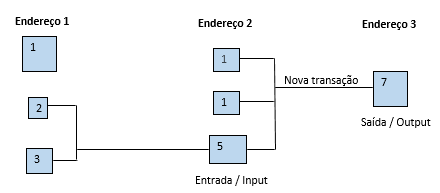 Endereço 1
Endereço 2
Endereço 3
1
1
2
1
Nova transação
7
3
5
Saída / Output
Entrada / Input